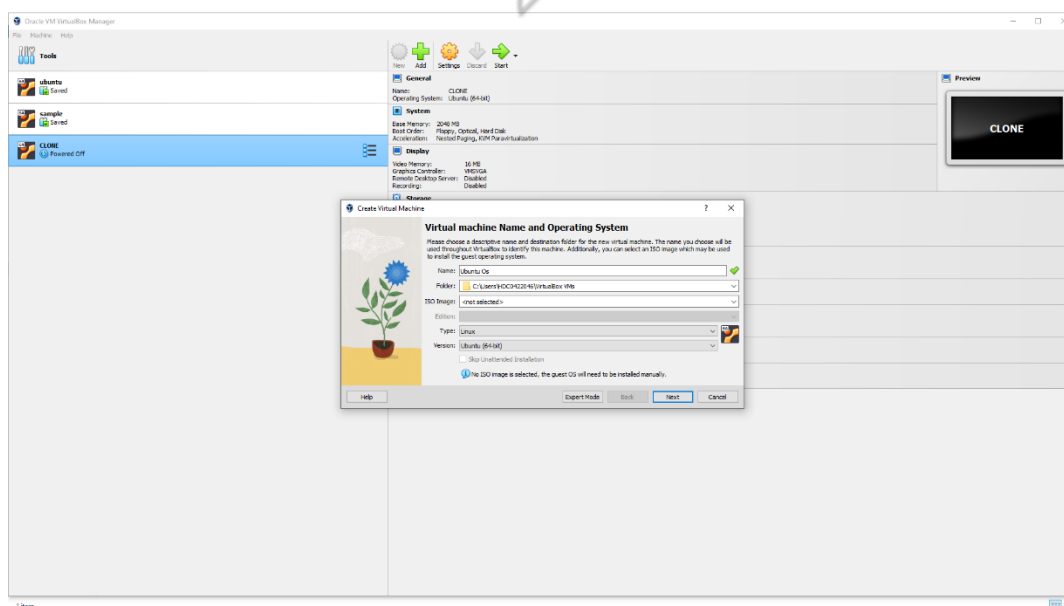 Oracle VM VirtualBox Manager
File Machine Help
Tools
New Add Settings Discard Start
ubuntu
Saved
sample
Saved
CLONE
Powered Off
General
Name: CLONE
Operating System: Ubuntu (64-bit)
System
Base Memory: 2048 MB
Boot Order: Floppy, Optical, Hard Disk
Acceleration: Nested Paging, KVM Paravirtualization
Display
Video Memory: 16 MB
Graphics Controller: VMSVGA
Remote Desktop Server: Disabled
Recording: Disabled
Storage
Preview
CLONE
Create Virtual Machine
Virtual machine Name and Operating System
Please choose a descriptive name and destination folder for the new virtual machine. The name you choose will be
used throughout VirtualBox to identify this machine. Additionally, you can select an ISO image which may be used
to install the guest operating system.
Name: Ubuntu Os
Folder: C:\Users\HDC0422046\VirtualBox VMs
ISO Image: <not selected>
Edition:
Type: Linux
Version: Ubuntu (64-bit)
Skip Unattended Installation
No ISO image is selected, the guest OS will need to be installed manually.
Help Expert Mode Back Next Cancel
1 item